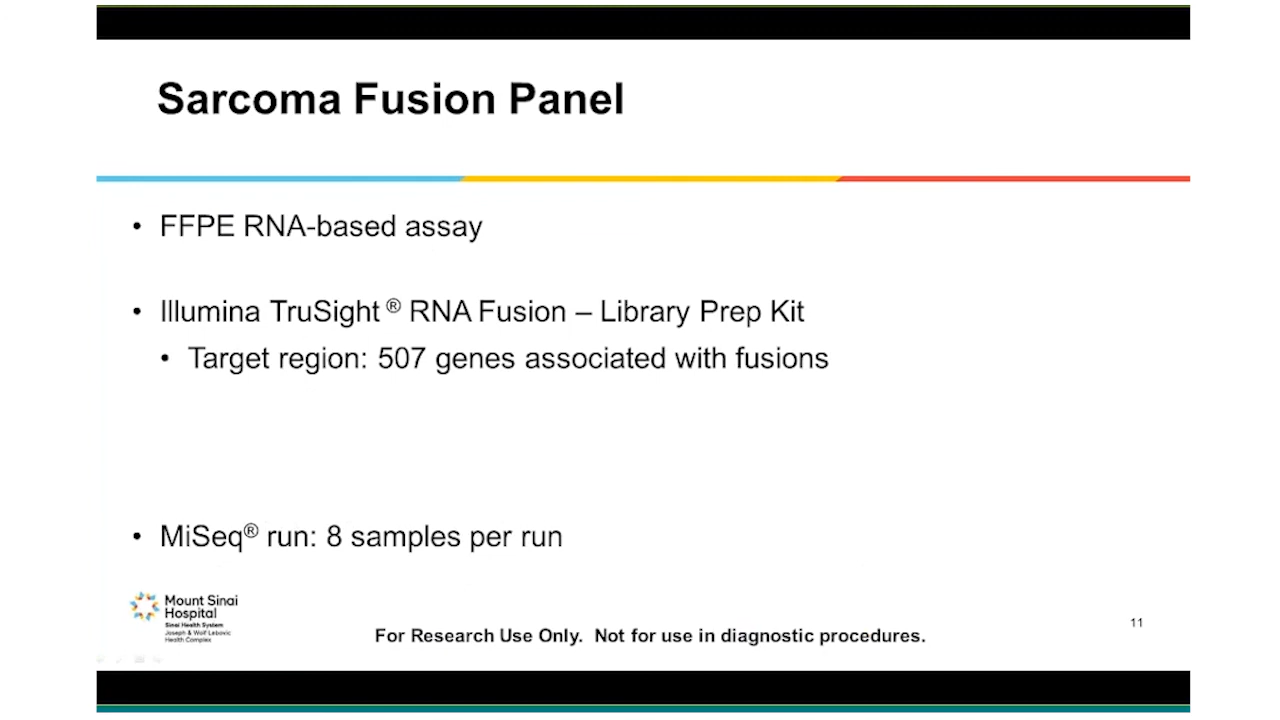 Sarcoma Fusion Panel
• FFPE RNA-based assay
• Illumina TruSight ® RNA Fusion – Library Prep Kit
• Target region: 507 genes associated with fusions
• MiSeq® run: 8 samples per run
Mount Sinai
Hospital
Sinai Health System
Joseph & Wolf Lebovic
Health Complex
For Research Use Only. Not for use in diagnostic procedures.
11